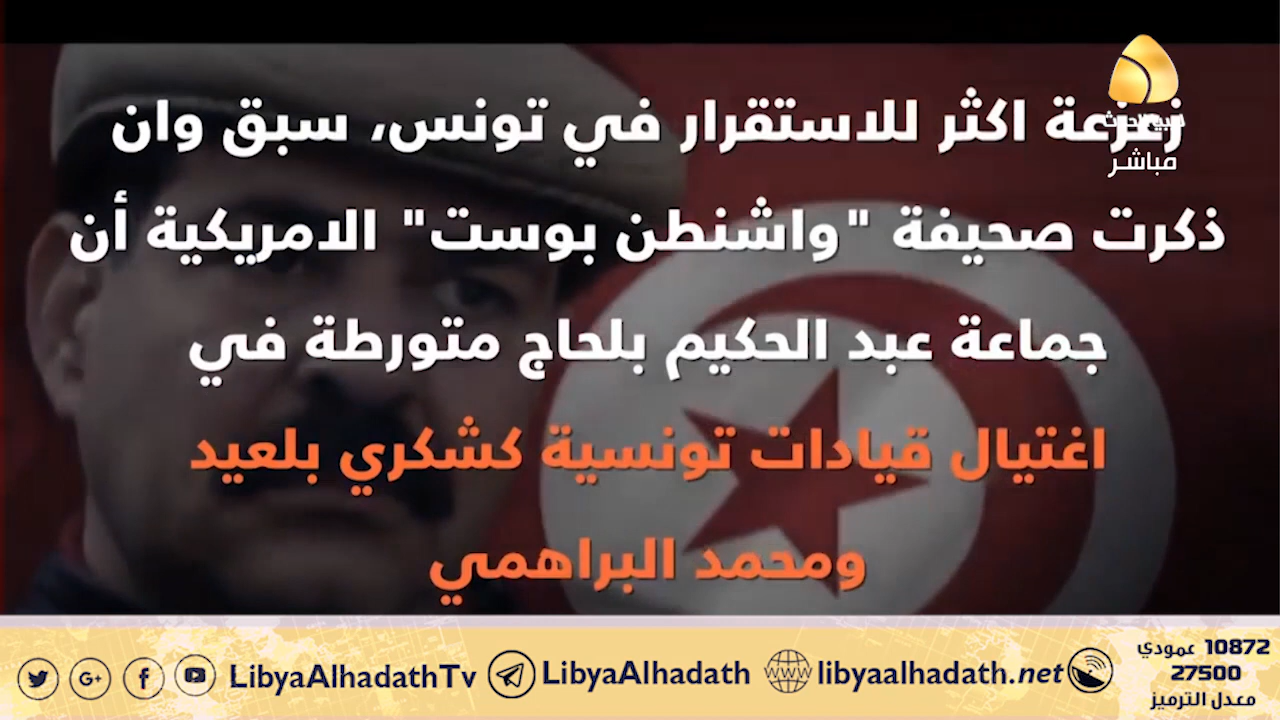 زعزعة اكثر للاستقرار في تونس، سبق وان
ذكرت صحيفة "واشنطن بوست" الامريكية أن
جماعة عبد الحكيم بلحاج متورطة في
اغتيال قيادات تونسية كشكري بلعيد
ومحمد البراهمي
مباشر
LibyaAlhadathTv
LibyaAlhadath
libyaalhadath.net
10872 عمودي
27500
معدل الترميز